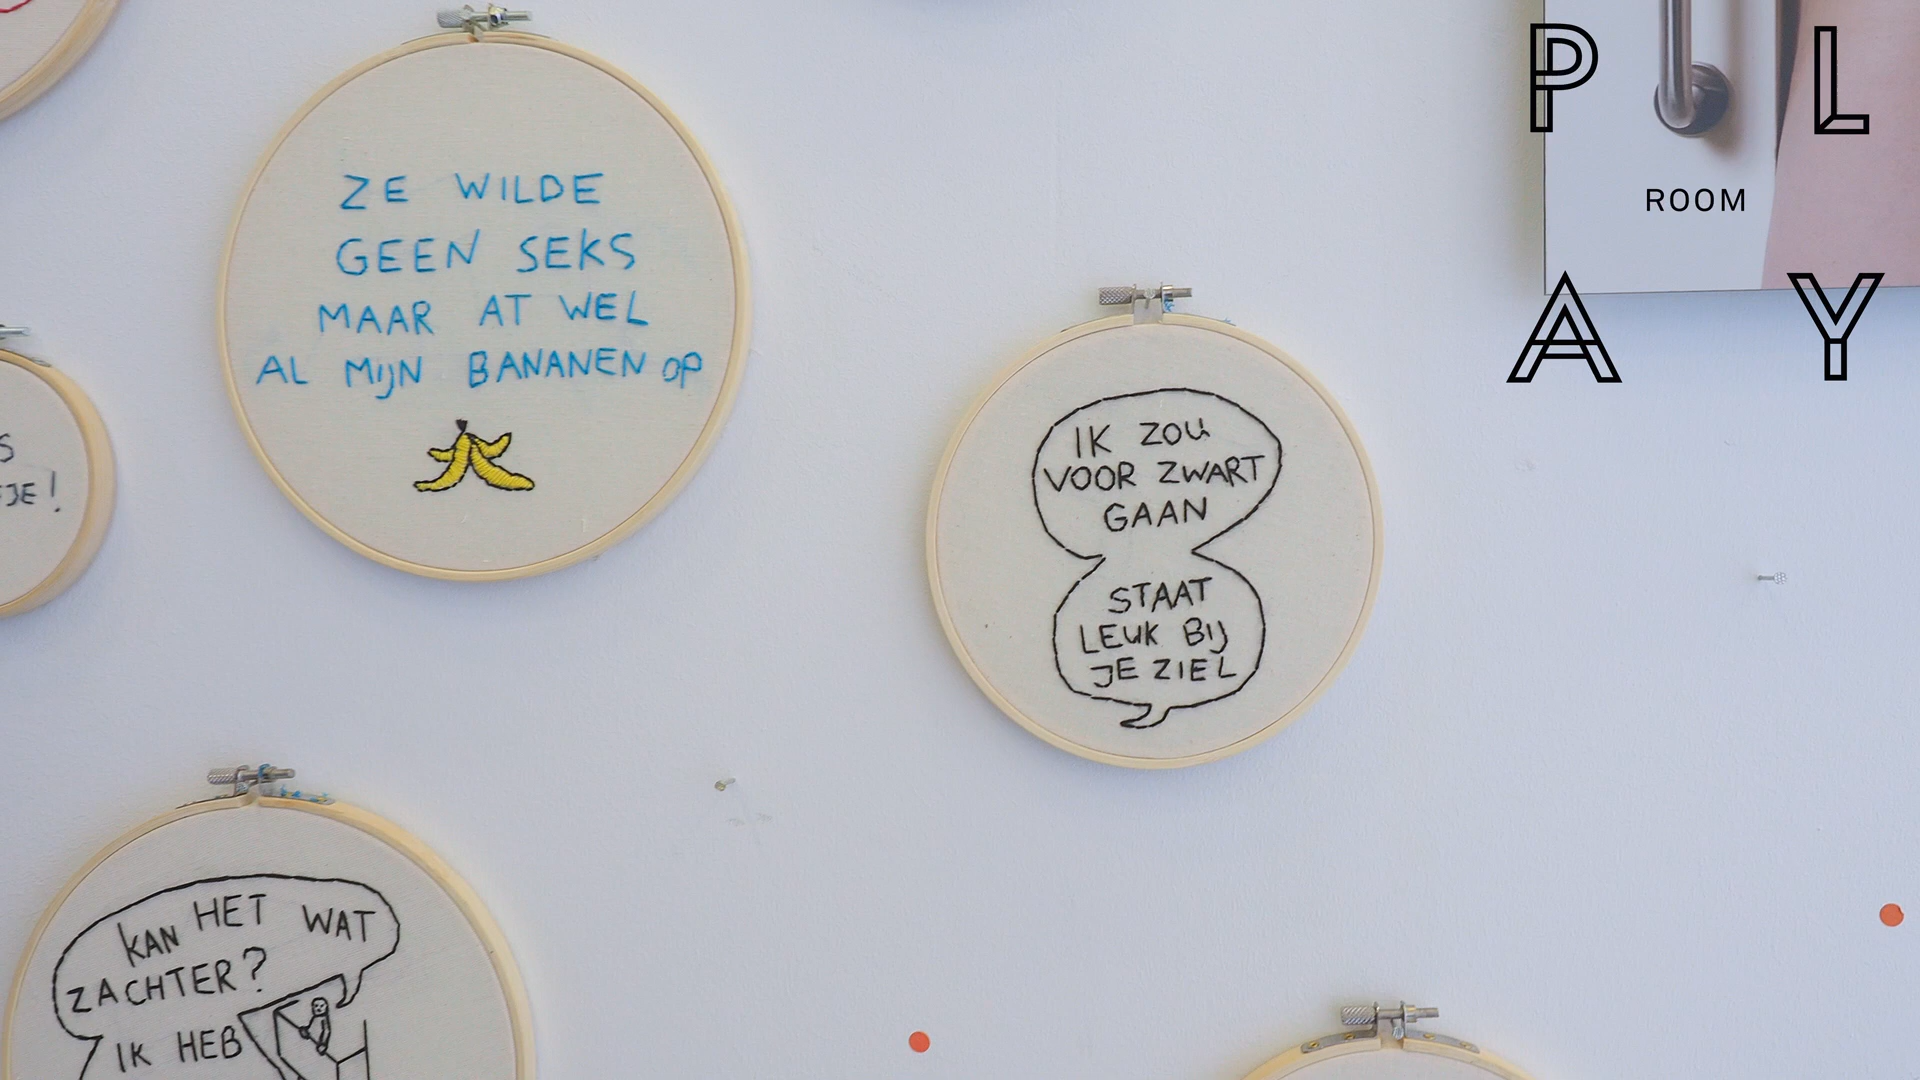 ZE WILDE
GEEN SEKS
MAAR AT WEL
AL MIJN BANANEN OP
IK ZOU
VOOR ZWART
GAAN
STAAT
LEUK BIJ
JE ZIEL
KAN HET WAT
ZACHTER?
IK HEB
P L
ROOM
A Y